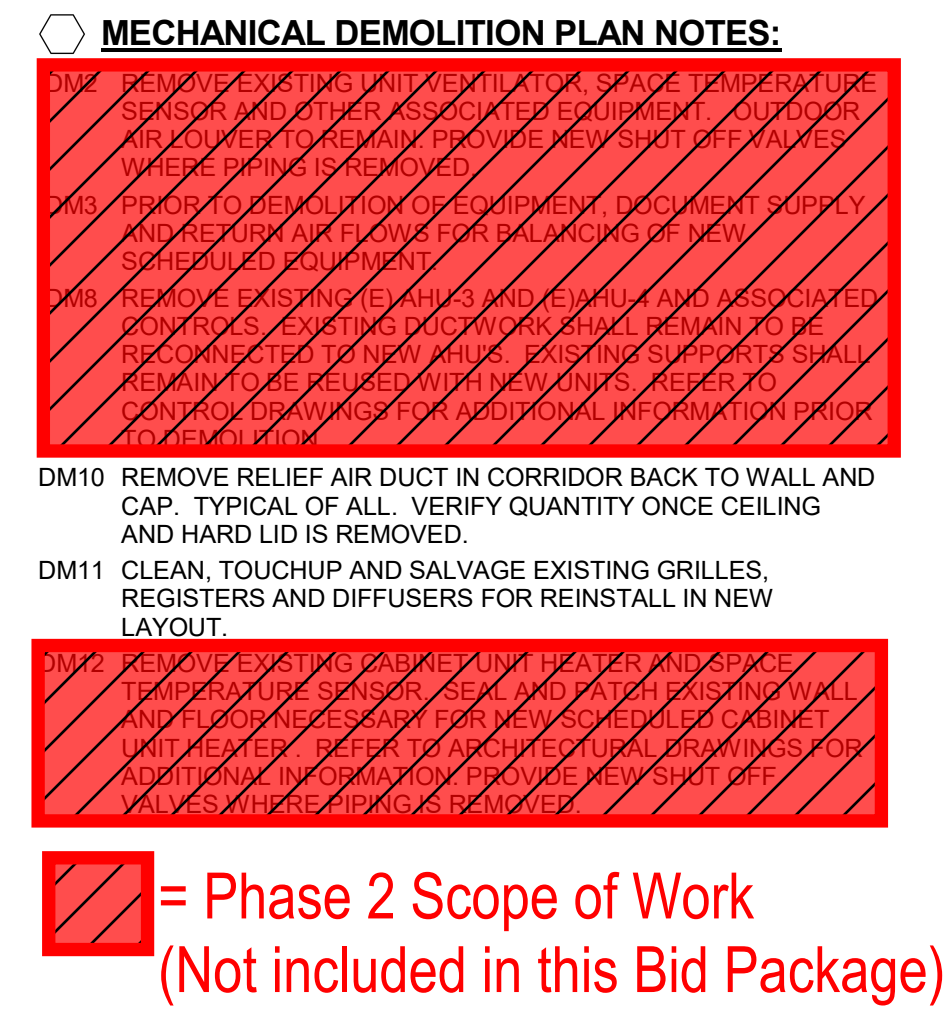 MECHANICAL DEMOLITION PLAN NOTES:
DM2 REMOVE EXISTING UNIT VENTILATOR, SPACE TEMPERATURE
SENSOR AND OTHER ASSOCIATED EQUIPMENT. OUTDOOR
AIR LOUVER TO REMAIN. PROVIDE NEW SHUT OFF VALVES
WHERE PIPING IS REMOVED.
DM3 PRIOR TO DEMOLITION OF EQUIPMENT, DOCUMENT SUPPLY
AND RETURN AIR FLOWS FOR BALANCING OF NEW
SCHEDULED EQUIPMENT.
DM8 REMOVE EXISTING (E) AHU-3 AND (E)AHU-4 AND ASSOCIATED
CONTROLS. EXISTING DUCTWORK SHALL REMAIN TO BE
RECONNECTED TO NEW AHU'S. EXISTING SUPPORTS SHALL
REMAIN TO BE REUSED WITH NEW UNITS. REFER TO
CONTROL DRAWINGS FOR ADDITIONAL INFORMATION PRIOR
TO DEMOLITION
DM10 REMOVE RELIEF AIR DUCT IN CORRIDOR BACK TO WALL AND
CAP. TYPICAL OF ALL. VERIFY QUANTITY ONCE CEILING
AND HARD LID IS REMOVED.
DM11 CLEAN, TOUCHUP AND SALVAGE EXISTING GRILLES,
REGISTERS AND DIFFUSERS FOR REINSTALL IN NEW
LAYOUT.
DM12 REMOVE EXISTING CABINET UNIT HEATER AND SPACE
TEMPERATURE SENSOR. SEAL AND PATCH EXISTING WALL
AND FLOOR NECESSARY FOR NEW SCHEDULED CABINET
UNIT HEATER . REFER TO ARCHITECTURAL DRAWINGS FOR
ADDITIONAL INFORMATION. PROVIDE NEW SHUT OFF
VALVES WHERE PIPING IS REMOVED.
= Phase 2 Scope of Work
(Not included in this Bid Package)